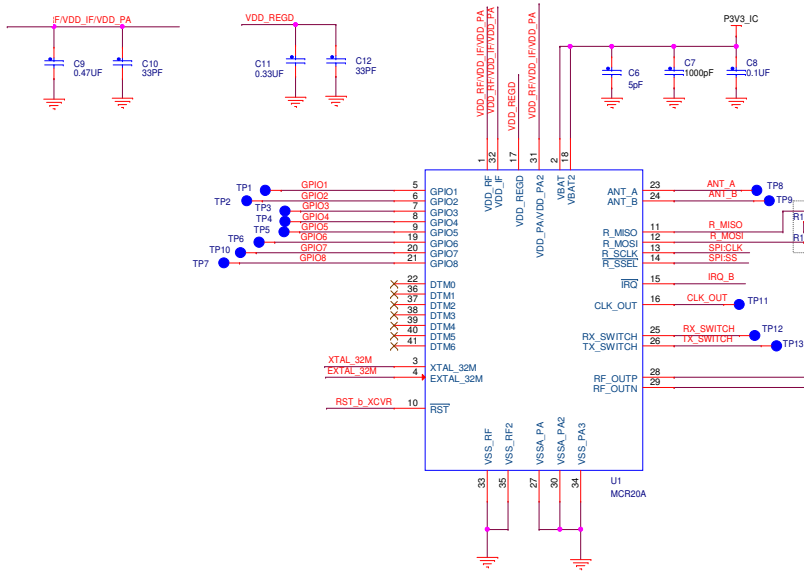 F/VDD_IF/VDD_PA
C9
0.47UF
C10
33PF
VDD_REGD
C11
0.33UF
C12
33PF
VDD_RF/VDD_IF/VDD_PA
VDD_RF/VDD_IF/VDD_PA
VDD_REGD
VDD_RF/VDD_IF/VDD_PA
P3V3_IC
C6
5pF
C7
1000pF
C8
0.1UF
1
32
17
31
2
18
VDD_RF
VDD_IF
VDD_REGD
VDD_PA/VDD_PA2
VBAT
VBAT2
TP1 GPIO1 5 GPIO1
TP2 GPIO2 6 GPIO2
TP3 GPIO3 7 GPIO3
TP4 GPIO4 8 GPIO4
TP5 GPIO5 9 GPIO5
TP6 GPIO6 19 GPIO6
TP10 GPIO7 20 GPIO7
TP7 GPIO8 21 GPIO8
22 DTM0
36 DTM1
37 DTM2
38 DTM3
39 DTM4
40 DTM5
41 DTM6
XTAL_32M 3 XTAL_32M
EXTAL_32M 4 EXTAL_32M
RST_b_XCVR 10 RST
ANT_A 23 ANT_A TP8
ANT_B 24 ANT_B TP9
R_MISO 11 R_MISO R1
R_MOSI 12 R_MOSI R1
R_SCLK 13 SPI:CLK
R_SSEL 14 SPI:SS
IRQ 15 IRQ_B
CLK_OUT 16 CLK_OUT TP11
RX_SWITCH 25 RX_SWITCH TP12
TX_SWITCH 26 TX_SWITCH TP13
RF_OUTP 28
RF_OUTN 29
VSS_RF
VSS_RF2
VSSA_PA
VSSA_PA2
VSS_PA3
33
35
27
30
34
U1
MCR20A